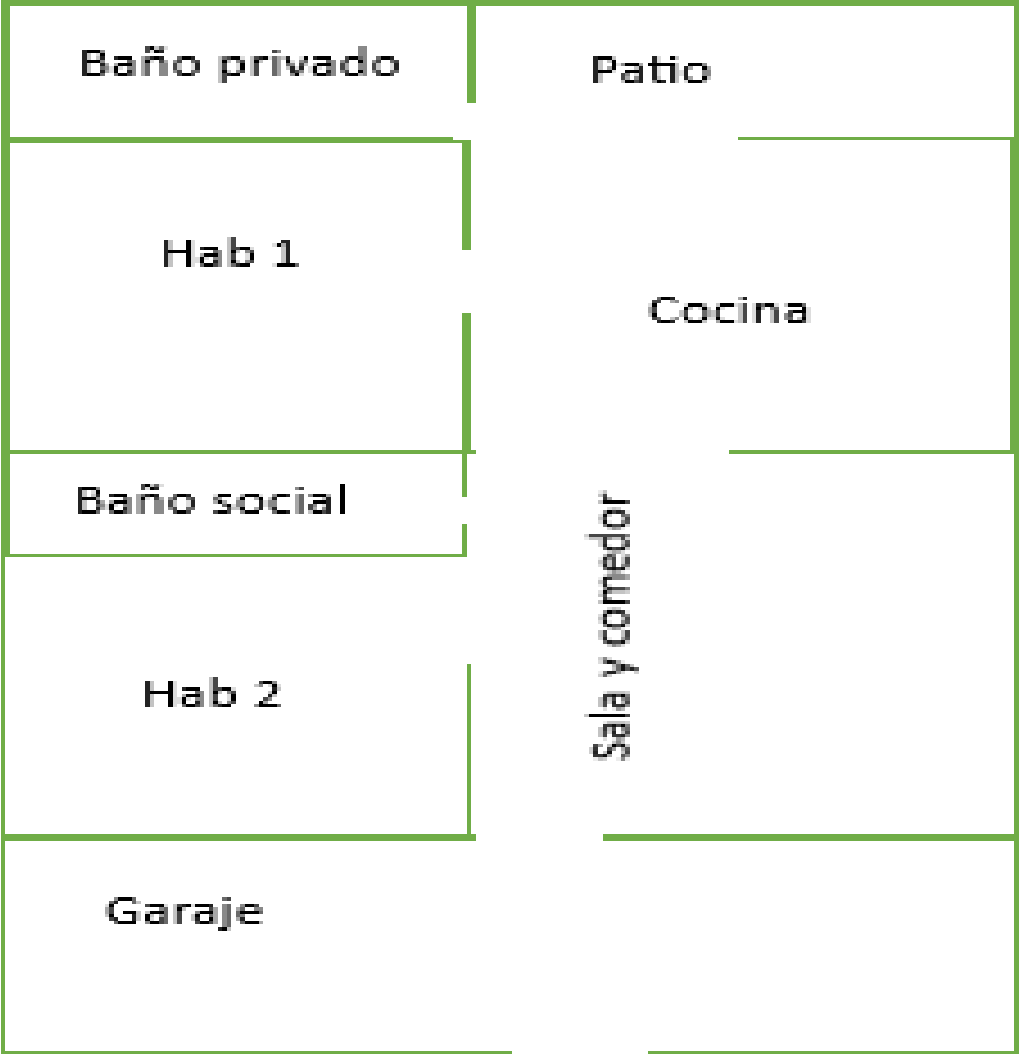 Baño privado
Patio
Hab 1
Cocina
Baño social
Sala y comedor
Hab 2
Garaje